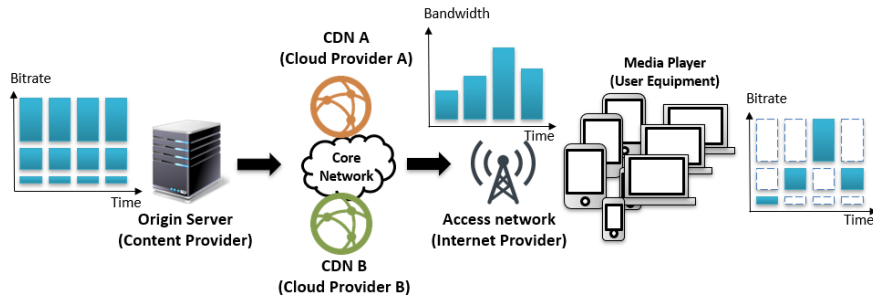 Bitrate
Time
Origin Server
(Content Provider)
CDN A
(Cloud Provider A)
Core
Network
CDN B
(Cloud Provider B)
Bandwidth
Time
Access network
(Internet Provider)
Media Player
(User Equipment)
Bitrate
Time